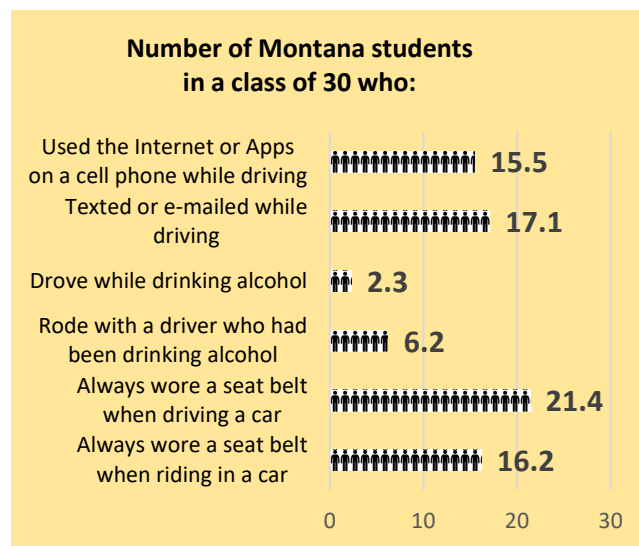 Number of Montana students
in a class of 30 who:
Used the Internet or Apps
on a cell phone while driving
15.5
Texted or e-mailed while
driving
17.1
Drove while drinking alcohol
2.3
Rode with a driver who had
been drinking alcohol
6.2
Always wore a seat belt
when driving a car
21.4
Always wore a seat belt
when riding in a car
16.2
0 10 20 30